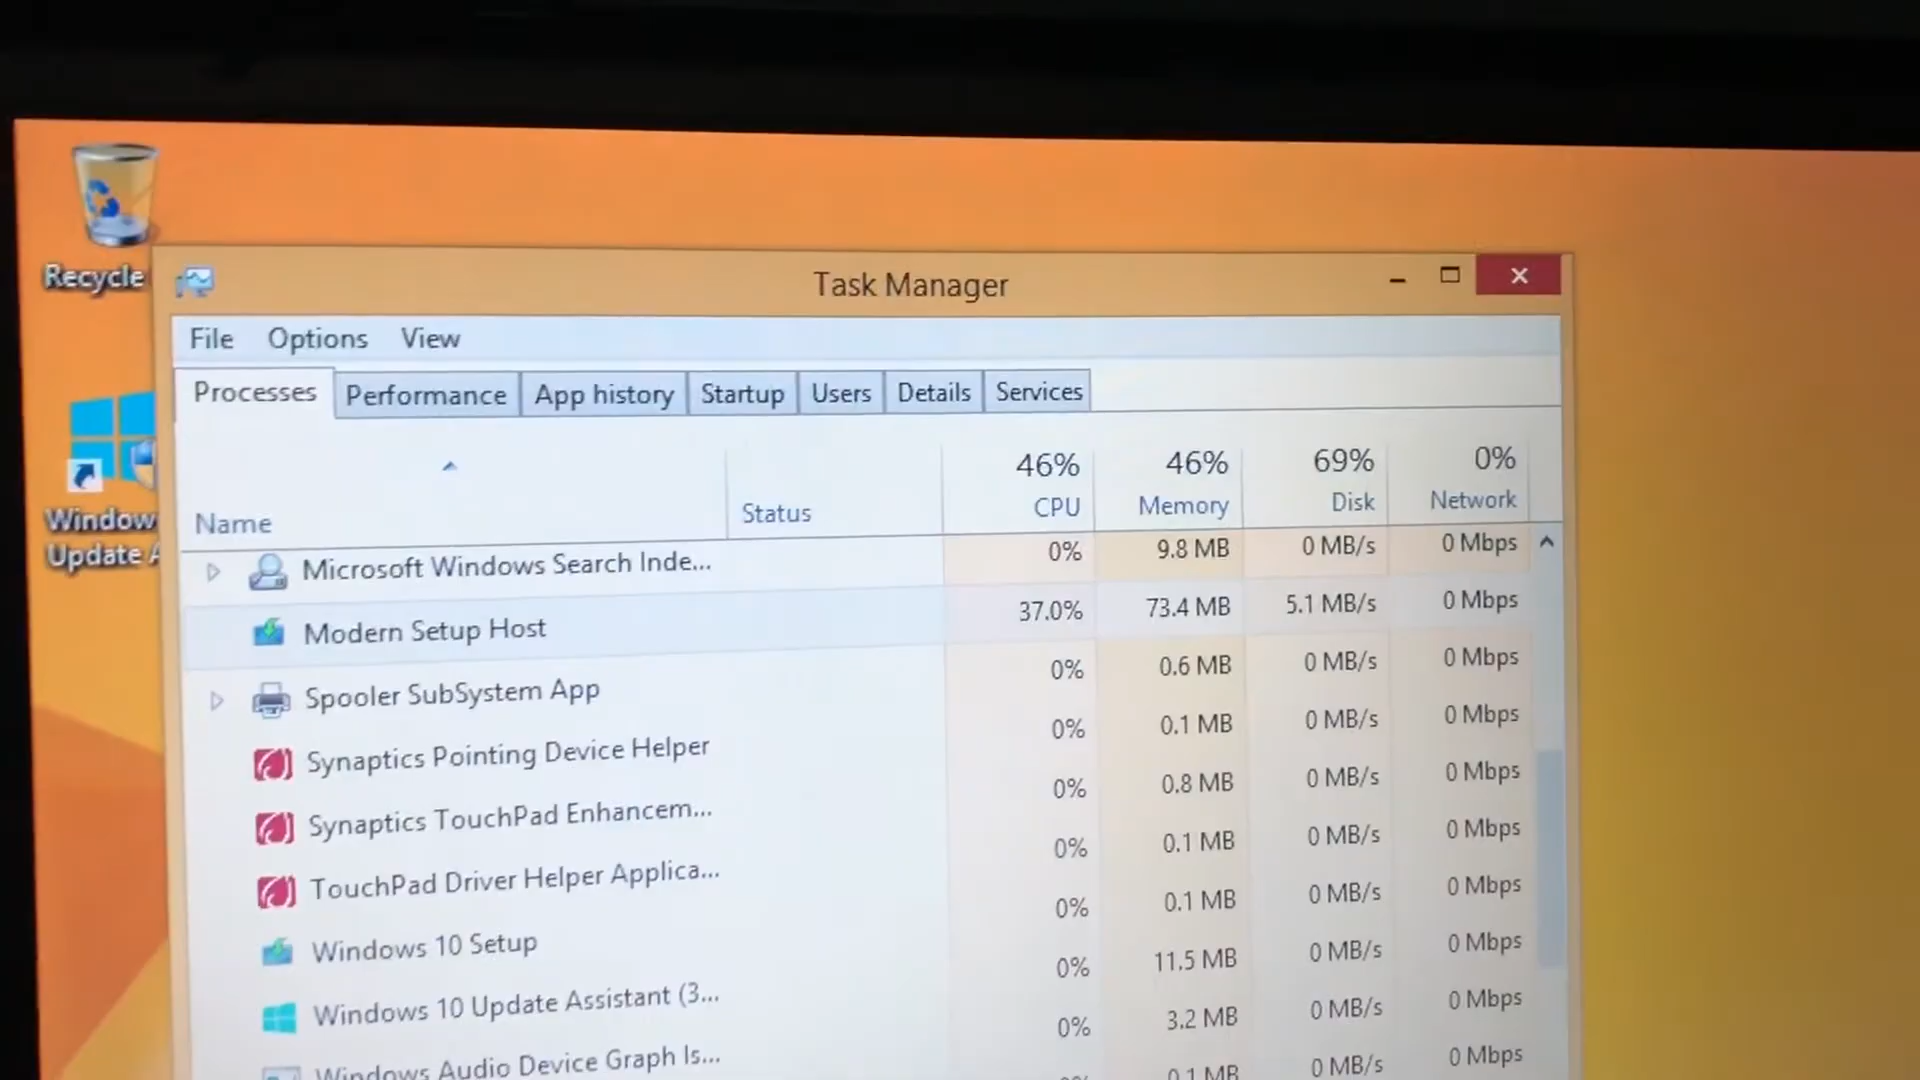 Recycle
Window
Update A
Task Manager
File Options View
Processes Performance App history Startup Users Details Services
46% 46% 69% 0%
Name Status CPU Memory Disk Network
Microsoft Windows Search Inde... 0% 9.8 MB 0 MB/s 0 Mbps
Modern Setup Host 37.0% 73.4 MB 5.1 MB/s 0 Mbps
Spooler SubSystem App 0% 0.6 MB 0 MB/s 0 Mbps
Synaptics Pointing Device Helper 0% 0.1 MB 0 MB/s 0 Mbps
Synaptics TouchPad Enhancem... 0% 0.8 MB 0 MB/s 0 Mbps
TouchPad Driver Helper Applica... 0% 0.1 MB 0 MB/s 0 Mbps
Windows 10 Setup 0% 0.1 MB 0 MB/s 0 Mbps
Windows 10 Update Assistant (3... 0% 11.5 MB 0 MB/s 0 Mbps
Windows Audio Device Graph Is... 0% 3.2 MB 0 MB/s 0 Mbps
0.1 MB 0 MB/s 0 Mbps